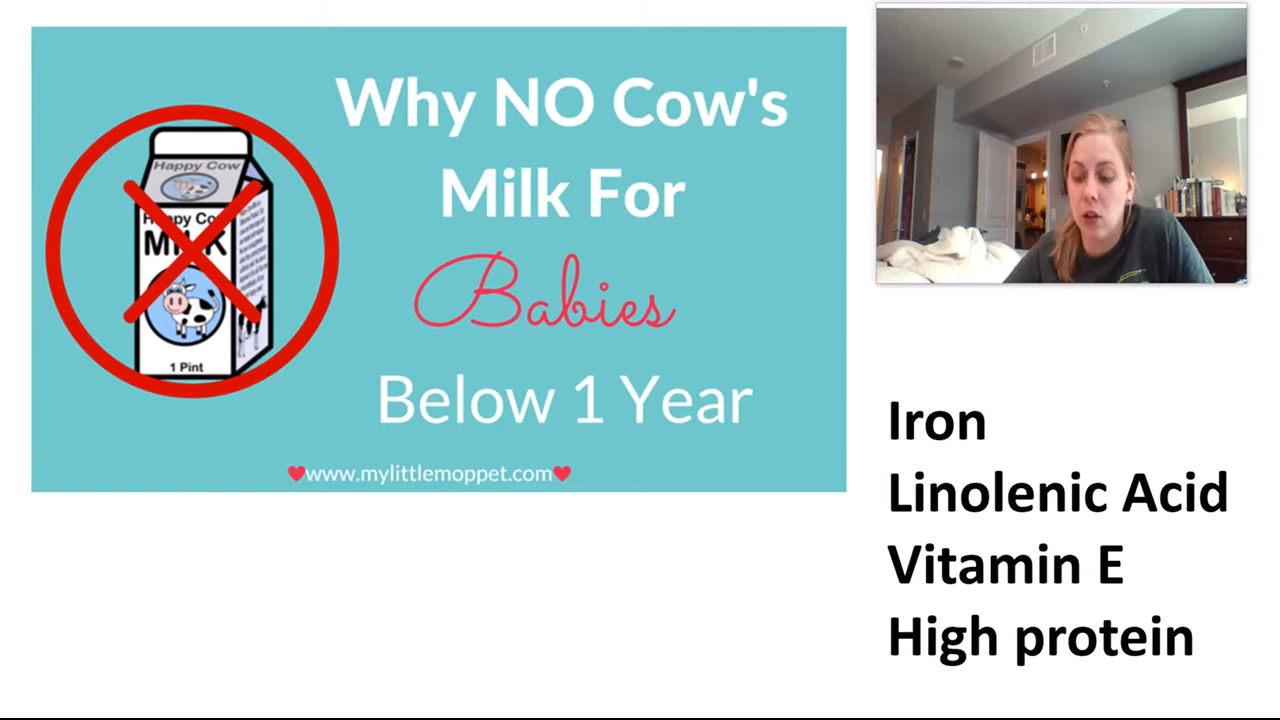 Why NO Cow's
Milk For
Babies
Below 1 Year
www.mylittlemoppet.com
Happy Cow
MILK
1 Pint
Iron
Linolenic Acid
Vitamin E
High protein